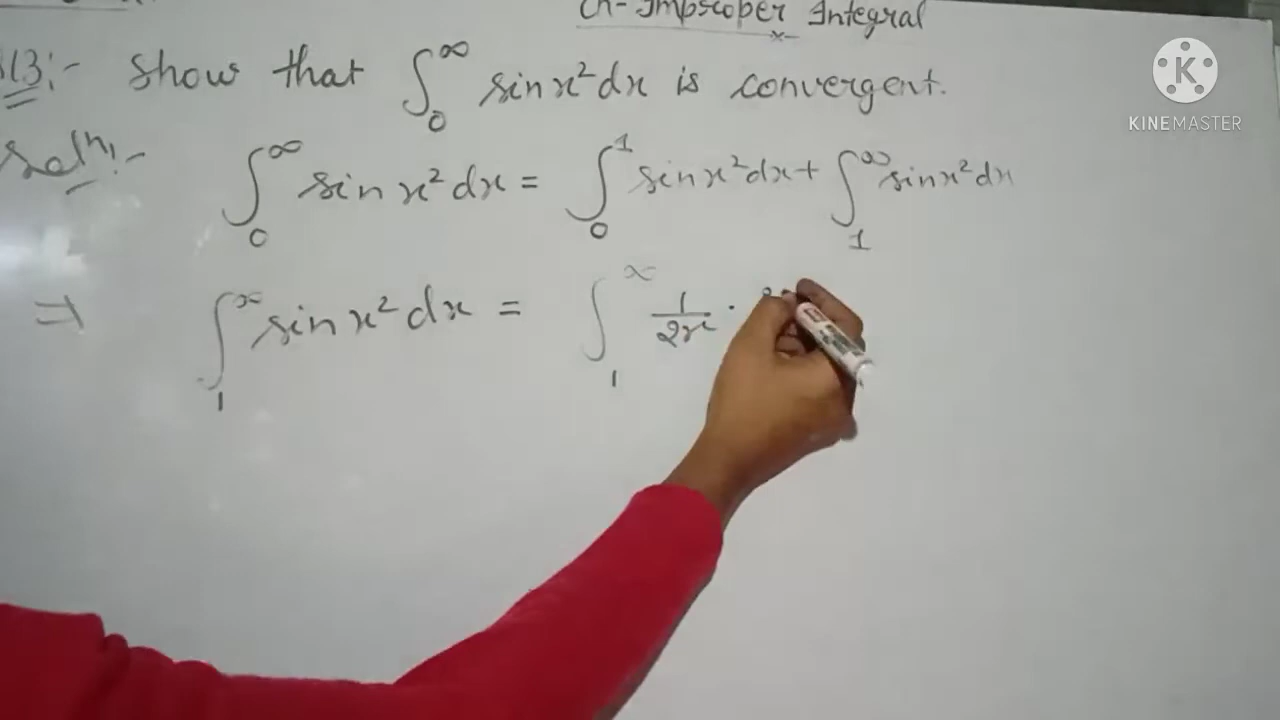 Ch- Improper Integral
Q13:- Show that ∫₀^∞ sin x² dx is convergent.
KINEMASTER
Solⁿ:- ∫₀^∞ sin x² dx = ∫₀^1 sin x² dx + ∫₁^∞ sin x² dx
⇒ ∫₁^∞ sin x² dx = ∫₁^∞ 1/2x ·